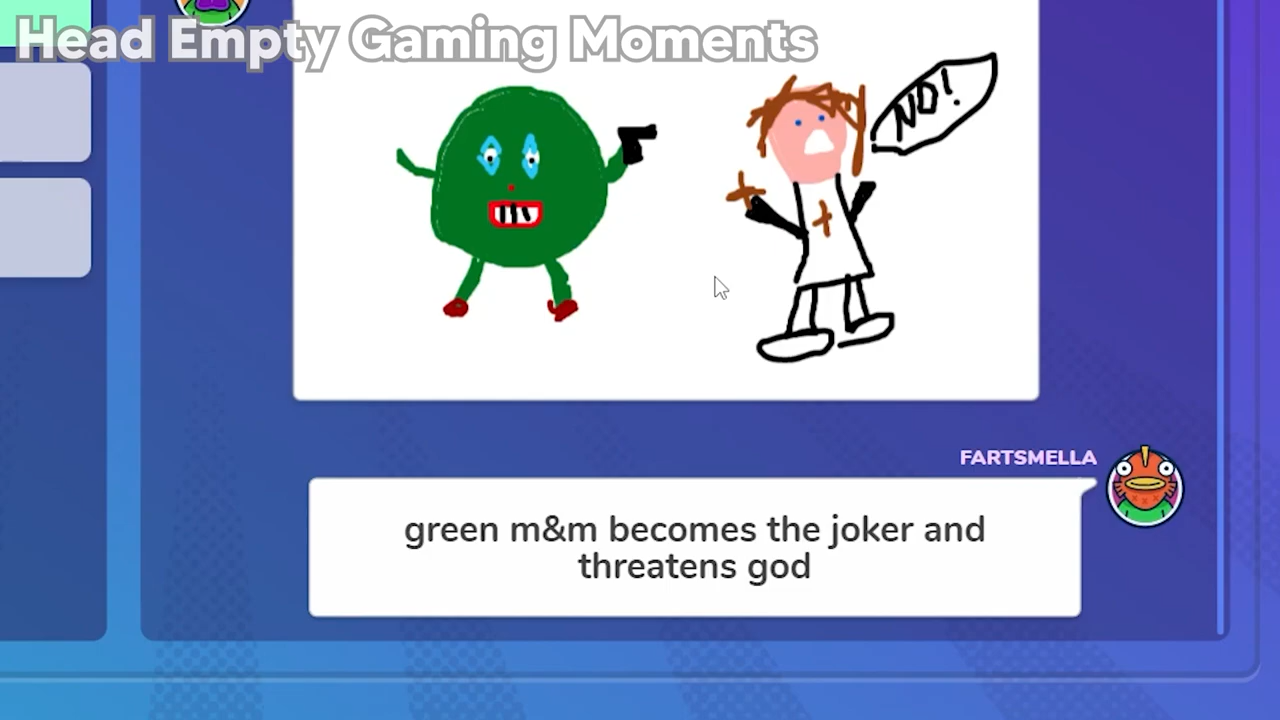 Head Empty Gaming Moments
NO!
FARTSMELLA
green m&m becomes the joker and
threatens god